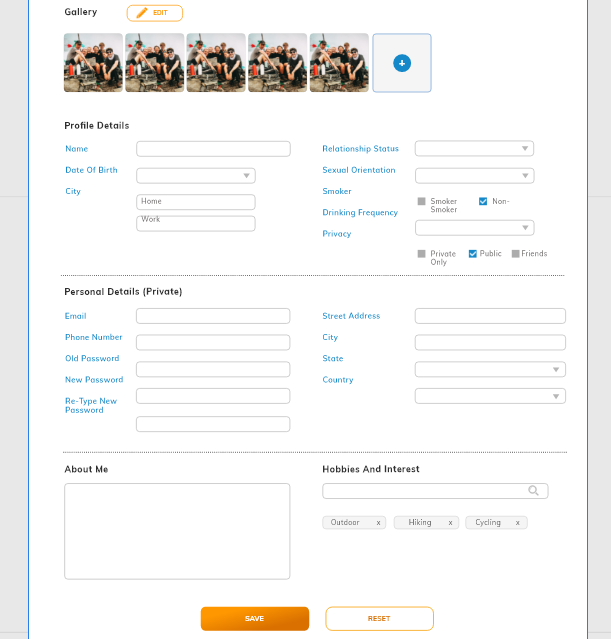 Gallery
EDIT
Profile Details
Name
Date Of Birth
City
Home
Work
Relationship Status
Sexual Orientation
Smoker
Drinking Frequency
Privacy
Smoker Non-
Smoker
Private Public Friends
Only
Personal Details (Private)
Email
Phone Number
Old Password
New Password
Re-Type New
Password
Street Address
City
State
Country
About Me
Hobbies And Interest
Outdoor x Hiking x Cycling x
SAVE RESET